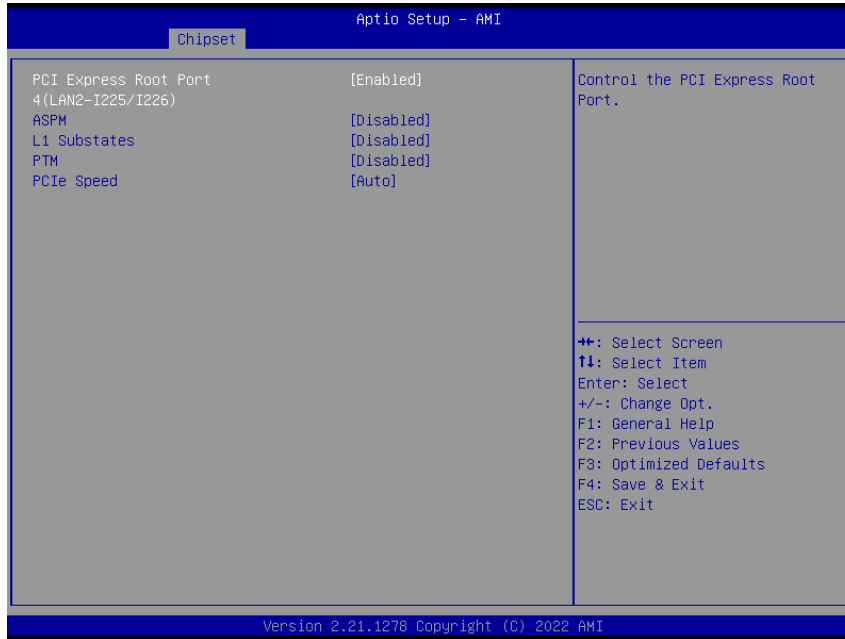 Aptio Setup – AMI
Chipset
PCI Express Root Port [Enabled]
4(LAN2-I225/I226)
ASPM [Disabled]
L1 Substates [Disabled]
PTM [Disabled]
PCIe Speed [Auto]
Control the PCI Express Root
Port.
→←: Select Screen
↑↓: Select Item
Enter: Select
+/-: Change Opt.
F1: General Help
F2: Previous Values
F3: Optimized Defaults
F4: Save & Exit
ESC: Exit
Version 2.21.1278 Copyright (C) 2022 AMI